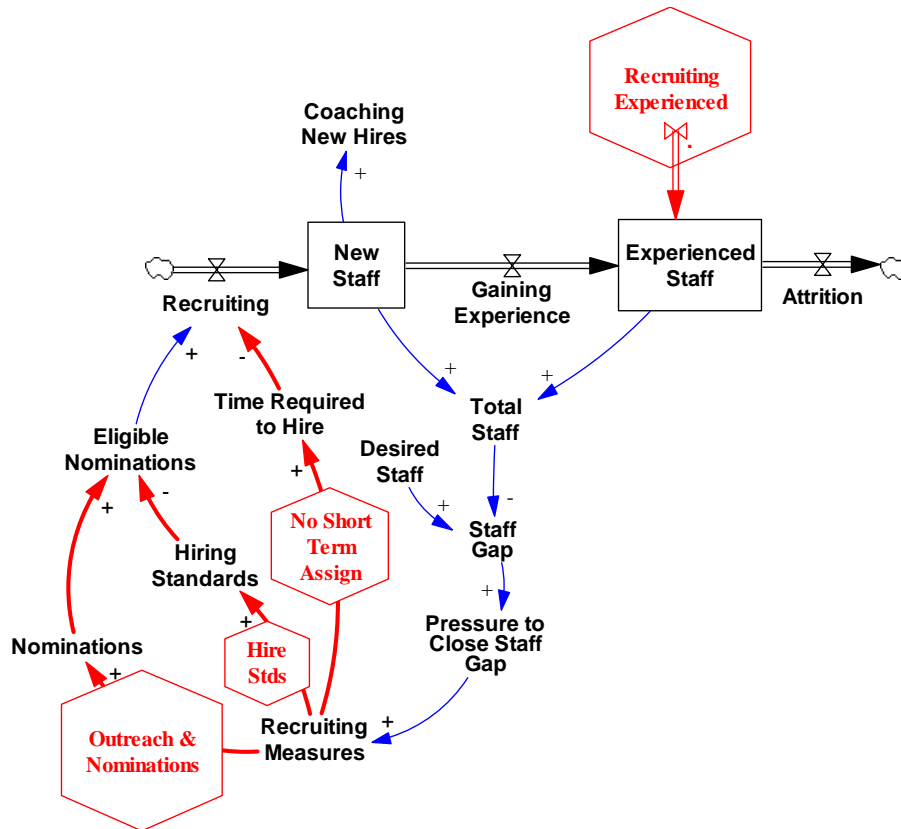 Recruiting
Experienced
.
Coaching
New Hires
+
New
Staff
Experienced
Staff
Recruiting
Gaining
Experience
Attrition
+
-
+
+
Time Required
to Hire
Total
Staff
Eligible
Nominations
Desired
Staff
+
-
+
+
-
No Short
Term
Assign
Staff
Gap
Hiring
Standards
+
Pressure to
Close Staff
Gap
Nominations
+
Hire
Stds
+
+
Recruiting
Measures
Outreach &
Nominations